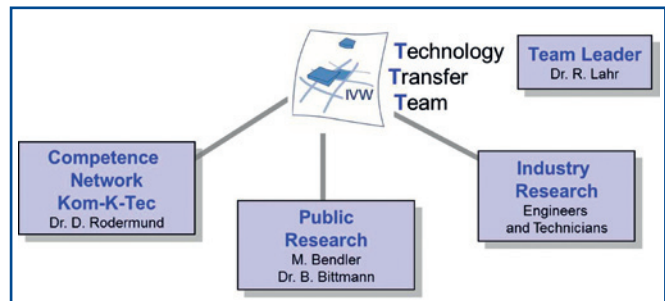 Technology
Transfer
Team
IVW
Team Leader
Dr. R. Lahr
Competence
Network
Kom-K-Tec
Dr. D. Rodermund
Public
Research
M. Bendler
Dr. B. Bittmann
Industry
Research
Engineers
and Technicians